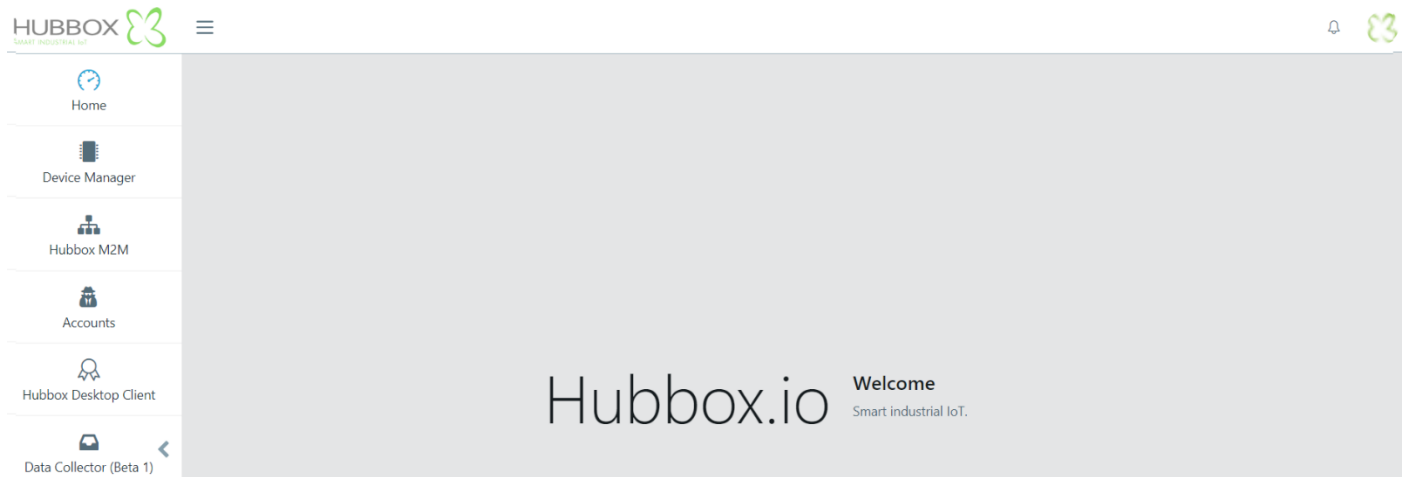 HUBBOX
SMART INDUSTRIAL IoT
Home
Device Manager
Hubbox M2M
Accounts
Hubbox Desktop Client
Data Collector (Beta 1)
Hubbox.io
Welcome
Smart industrial IoT.